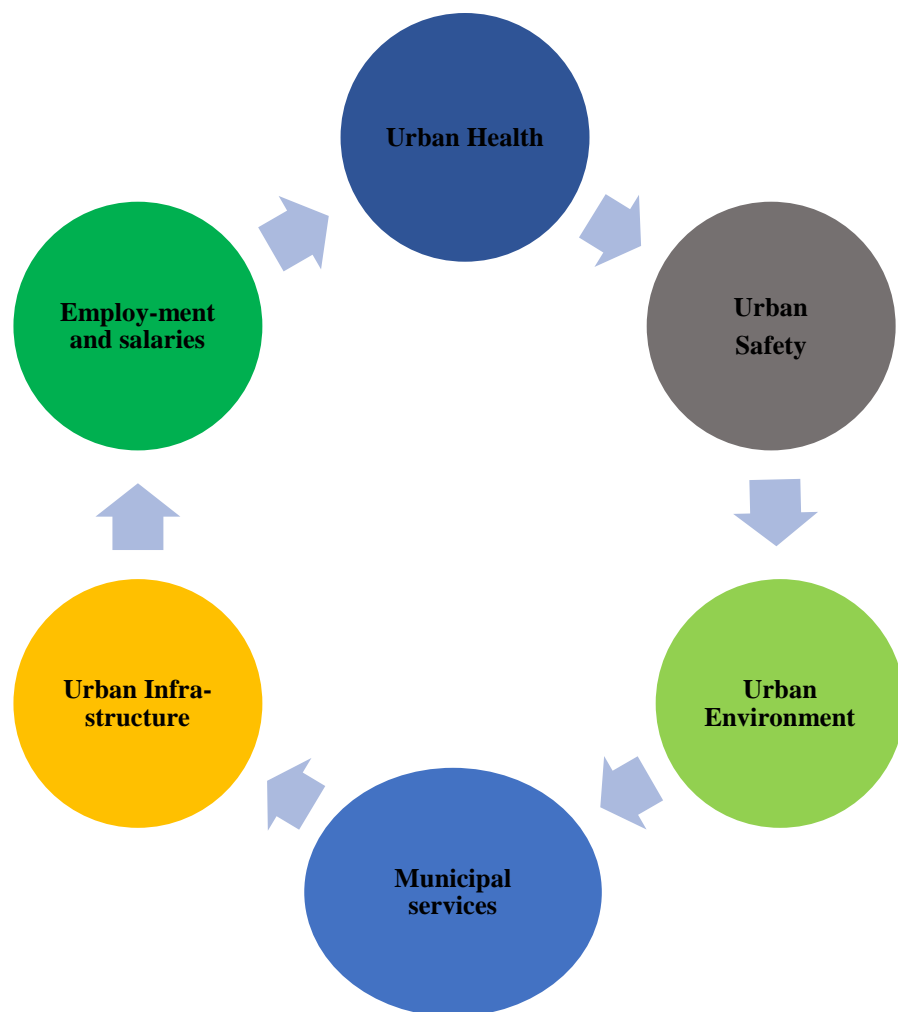 Urban Health
Urban
Safety
Urban
Environment
Municipal
services
Urban Infra-
structure
Employ-ment
and salaries